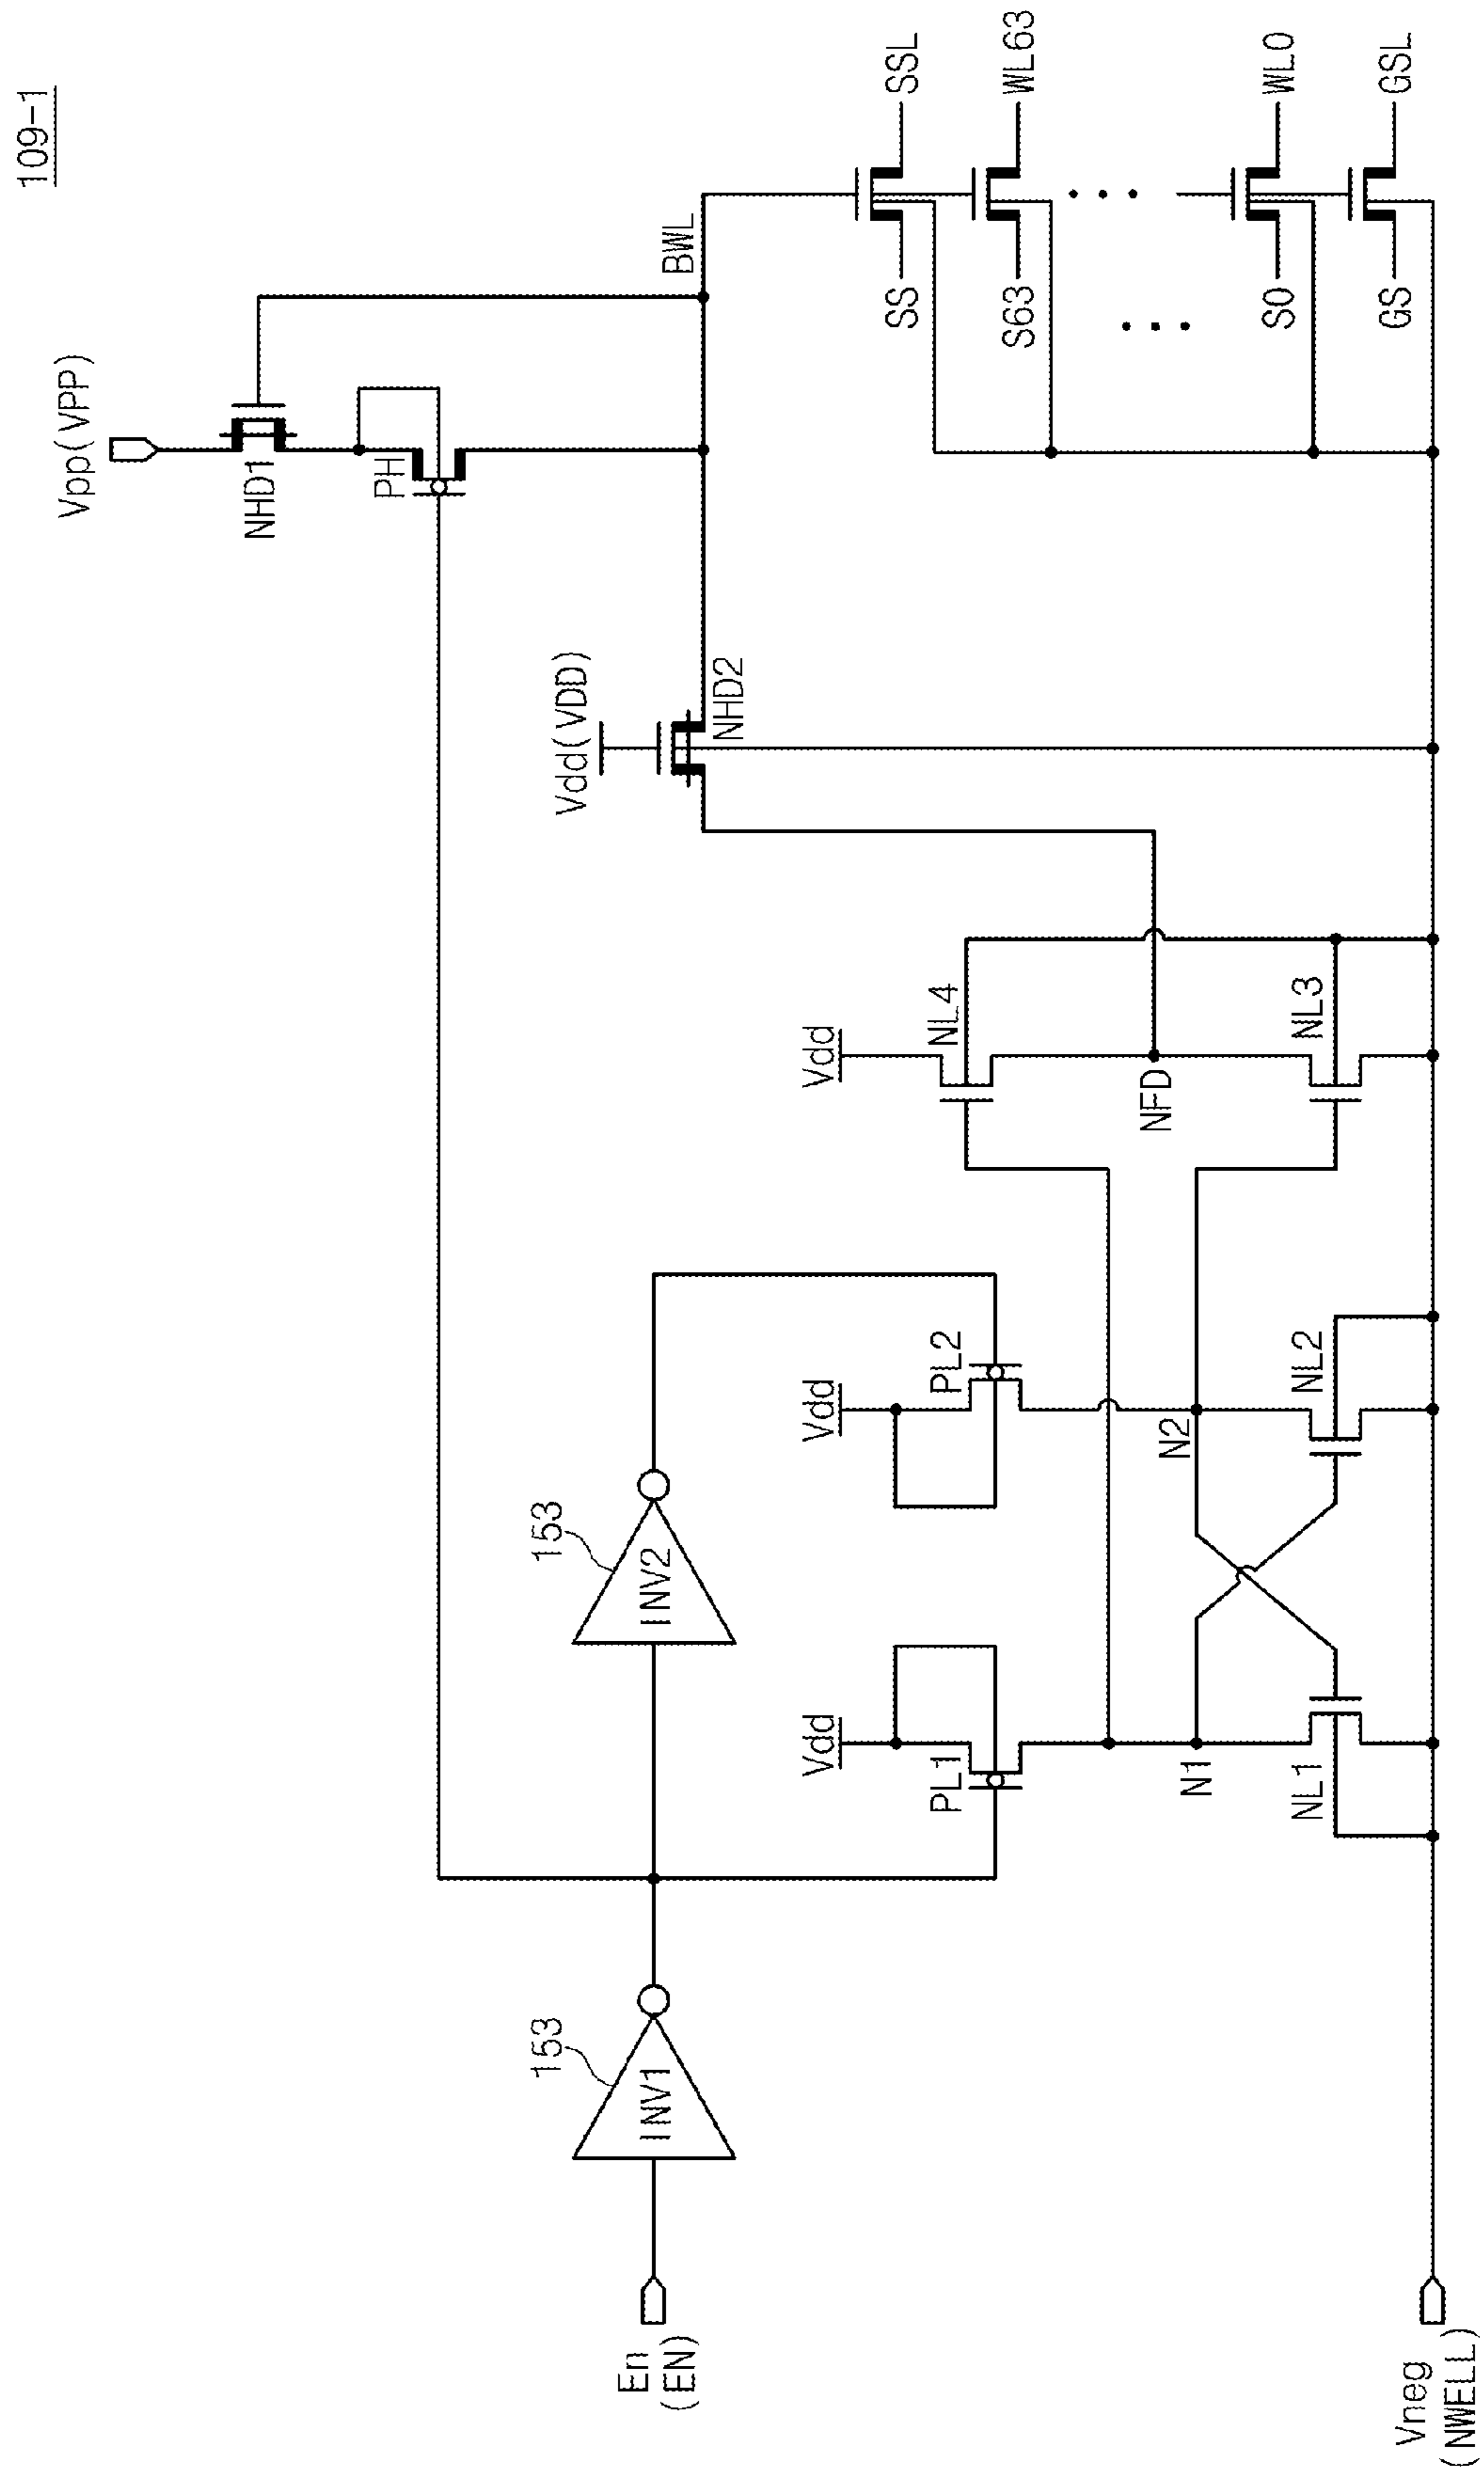 109-1
Vpp(VPP)
NHD1
PH
BWL
Vdd(VDD)
NHD2
SS
SSL
S63
WL63
S0
WL0
GS
GSL
153
INV1
153
INV2
En
(EN)
Vdd
PL1
Vdd
PL2
Vdd
NL4
N1
N2
NFD
NL1
NL2
NL3
Vneg
(NWELL)